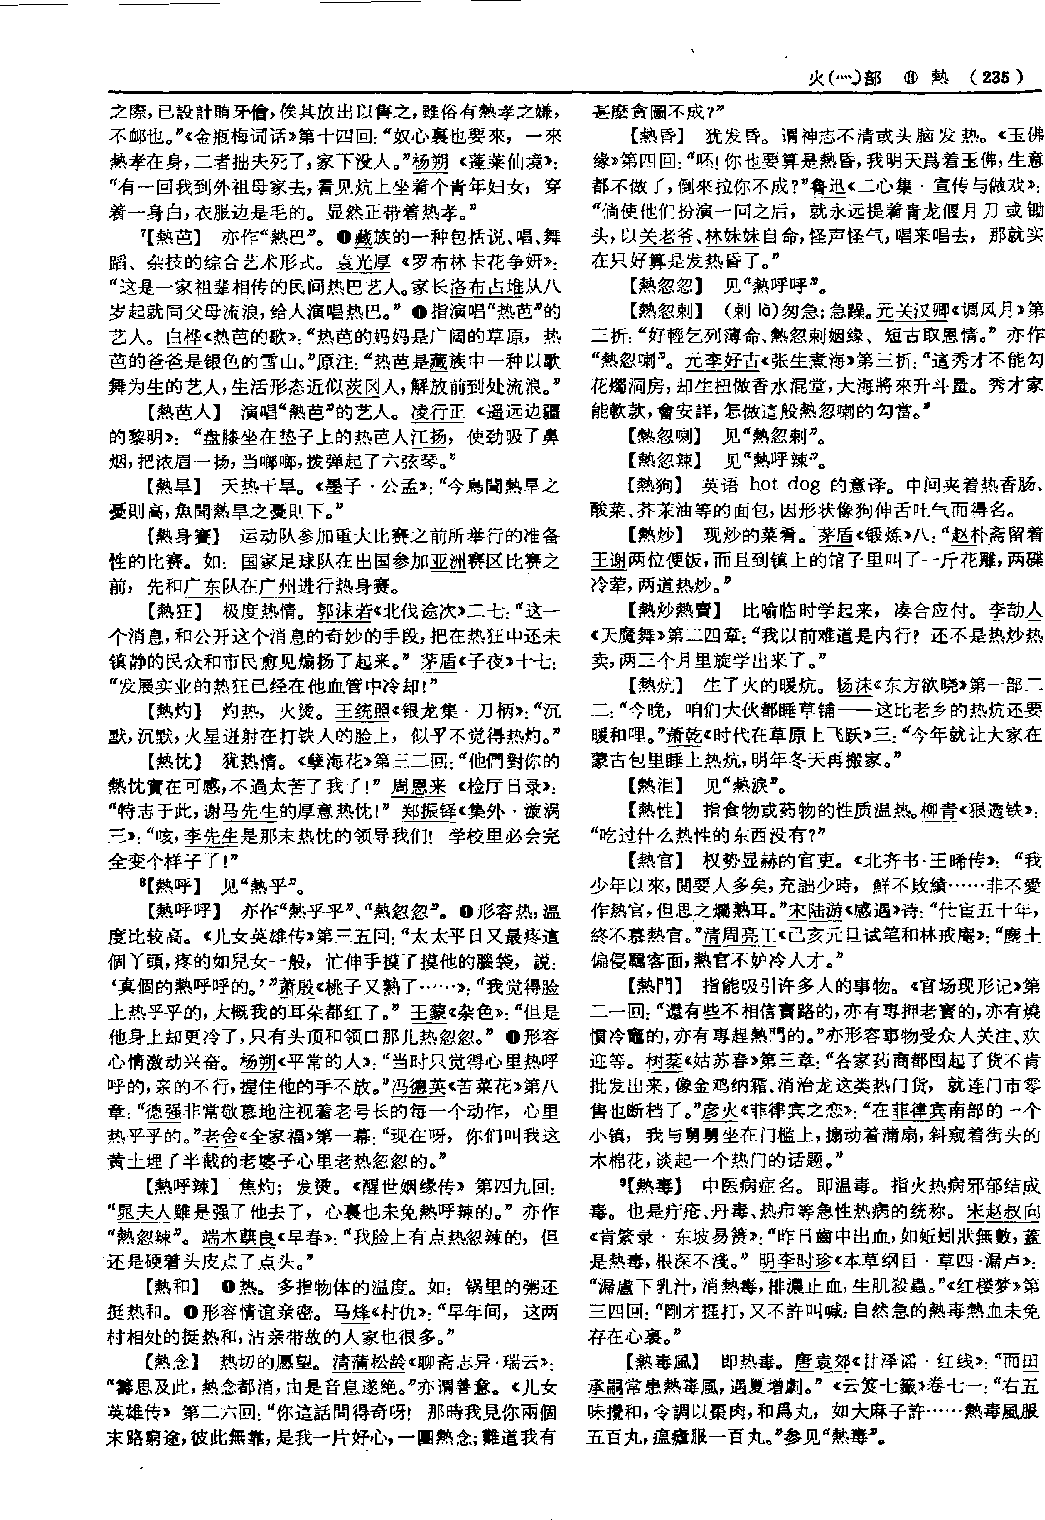 火(灬)部 ⑪ 熱 (235)
之際,已設計賄牙儈,俟其放出以售之,雖俗有熱孝之嫌,
不卹也。”《金瓶梅词话》第十四回:“奴心裏也要來,一來
熱孝在身,二者拙夫死了,家下没人。”杨朔《蓬莱仙境》:
“有一回我到外祖母家去,看见炕上坐着个青年妇女,穿
着一身白,衣服边是毛的。显然正带着热孝。”
7【熱芭】 亦作“熱巴”。❶藏族的一种包括说、唱、舞
蹈、杂技的综合艺术形式。袁光厚《罗布林卡花争妍》:
“这是一家祖辈相传的民间热巴艺人。家长洛布占堆从八
岁起就同父母流浪,给人演唱热巴。”❷指演唱“热芭”的
艺人。白桦《热芭的歌》:“热芭的妈妈是广阔的草原,热
芭的爸爸是银色的雪山。”原注:“热芭是藏族中一种以歌
舞为生的艺人,生活形态近似茨冈人,解放前到处流浪。”
【熱芭人】 演唱“熱芭”的艺人。凌行正《遥远边疆
的黎明》:“盘膝坐在垫子上的热芭人江扬,使劲吸了鼻
烟,把浓眉一扬,当啷啷,拨弹起了六弦琴。”
【熱旱】 天热干旱。《墨子·公孟》:“今鳥聞熱旱之
憂則高,魚聞熱旱之憂則下。”
【熱身賽】 运动队参加重大比赛之前所举行的准备
性的比赛。如:国家足球队在出国参加亚洲赛区比赛之
前,先和广东队在广州进行热身赛。
【熱狂】 极度热情。郭沫若《北伐途次》二七:“这一
个消息,和公开这个消息的奇妙的手段,把在热狂中还未
镇静的民众和市民愈见煽扬了起来。”茅盾《子夜》十七:
“发展实业的热狂已经在他血管中冷却!”
【熱灼】 灼热,火烫。王统照《银龙集·刀柄》:“沉
默,沉默,火星迸射在打铁人的脸上,似乎不觉得热灼。”
【熱忱】 犹热情。《孽海花》第三二回:“他們對你的
熱忱實在可感,不過太苦了我了!”周恩来《检厅日录》:
“特志于此,谢马先生的厚意热忱!”郑振铎《集外·漩涡
三》:“咳,李先生是那末热忱的领导我们!学校里必会完
全变个样子了!”
8【熱呼】 见“熱乎”。
【熱呼呼】 亦作“熱乎乎”、“熱忽忽”。❶形容热;温
度比较高。《儿女英雄传》第三五回:“太太平日又最疼這
個丫頭,疼的如兒女一般,忙伸手摸了摸他的腦袋,說:
‘真個的熱呼呼的。’”萧殷《桃子又熟了……》:“我觉得脸
上热乎乎的,大概我的耳朵都红了。”王蒙《杂色》:“但是
他身上却更冷了,只有头顶和领口那儿热忽忽。”❷形容
心情激动兴奋。杨朔《平常的人》:“当时只觉得心里热呼
呼的,亲的不行,握住他的手不放。”冯德英《苦菜花》第八
章:“德强非常敬慕地注视着老号长的每一个动作,心里
热乎乎的。”老舍《全家福》第一幕:“现在呀,你们叫我这
黄土埋了半截的老婆子心里老热忽忽的。”
【熱呼辣】 焦灼;发烫。《醒世姻缘传》第四九回:
“晁夫人雖是强了他去了,心裏也未免熱呼辣的。”亦作
“熱忽辣”。端木蕻良《早春》:“我脸上有点热忽辣的,但
还是硬着头皮点了点头。”
【熱和】 ❶热。多指物体的温度。如:锅里的粥还
挺热和。❷形容情谊亲密。马烽《村仇》:“早年间,这两
村相处的挺热和,沾亲带故的人家也很多。”
【熱念】 热切的愿望。清蒲松龄《聊斋志异·瑞云》:
“籌思及此,熱念都消,由是音息遂绝。”亦谓善意。《儿女
英雄传》第二六回:“你這話問得奇呀!那時我見你兩個
末路窮途,彼此無靠,是我一片好心,一團熱念;難道我有
甚麽貪圖不成?”
【熱昏】 犹发昏。谓神志不清或头脑发热。《玉佛
缘》第四回:“呸!你也要算是熱昏,我明天爲着玉佛,生意
都不做了,倒來拉你不成?”鲁迅《二心集·宣传与做戏》:
“倘使他们扮演一回之后,就永远提着青龙偃月刀或锄
头,以关老爷、林妹妹自命,怪声怪气,唱来唱去,那就实
在只好算是发热昏了。”
【熱忽忽】 见“熱呼呼”。
【熱忽剌】 (剌 là)匆急;急躁。元关汉卿《调风月》第
三折:“好輕乞列薄命、熱忽剌姻緣、短古取恩情。”亦作
“熱忽喇”。元李好古《张生煮海》第三折:“這秀才不能勾
花燭洞房,却生扭做香水混堂,大海將來升斗量。秀才家
能軟款,會安詳,怎做這般熱忽喇的勾當。”
【熱忽喇】 见“熱忽剌”。
【熱忽辣】 见“熱呼辣”。
【熱狗】 英语 hot dog 的意译。中间夹着热香肠、
酸菜、芥茉油等的面包,因形状像狗伸舌吐气而得名。
【熱炒】 现炒的菜肴。茅盾《锻炼》八:“赵朴斋留着
王谢两位便饭,而且到镇上的馆子里叫了一斤花雕,两碟
冷荤,两道热炒。”
【熱炒熱賣】 比喻临时学起来,凑合应付。李劼人
《天魔舞》第二四章:“我以前难道是内行?还不是热炒热
卖,两三个月里旋学出来了。”
【熱炕】 生了火的暖炕。杨沫《东方欲晓》第一部二
二:“今晚,咱们大伙都睡草铺——这比老乡的热炕还要
暖和哩。”萧乾《时代在草原上飞跃》三:“今年就让大家在
蒙古包里睡上热炕,明年冬天再搬家。”
【熱泪】 见“熱淚”。
【熱性】 指食物或药物的性质温热。柳青《狠透铁》:
“吃过什么热性的东西没有?”
【熱官】 权势显赫的官吏。《北齐书·王晞传》:“我
少年以來,閲要人多矣,充詘少時,鮮不敗績……非不愛
作熱官,但思之爛熟耳。”宋陆游《感遇》诗:“仕宦五十年,
終不慕熱官。”清周亮工《己亥元旦试笔和林戒庵》:“塵土
偏侵羈客面,熱官不妒冷人才。”
【熱門】 指能吸引许多人的事物。《官场现形记》第
二一回:“還有些不相信賣路的,亦有專押老寶的,亦有燒
慣冷竈的,亦有專趕熱門的。”亦形容事物受众人关注、欢
迎等。树棻《姑苏春》第三章:“各家药商都囤起了货不肯
批发出来,像金鸡纳霜、消治龙这类热门货,就连门市零
售也断档了。”彦火《菲律宾之恋》:“在菲律宾南部的一个
小镇,我与舅舅坐在门槛上,搧动着蒲扇,斜窥着街头的
木棉花,谈起一个热门的话题。”
9【熱毒】 中医病症名。即温毒。指火热病邪郁结成
毒。也是疔疮、丹毒、热疖等急性热病的统称。宋赵叔向
《肯綮录·东坡易箦》:“昨日齒中出血,如蚯蚓狀無數,蓋
是熱毒,根深不淺。”明李时珍《本草纲目·草四·漏卢》:
“漏盧下乳汁,消熱毒,排膿止血,生肌殺蟲。”《红楼梦》第
三四回:“剛才捱打,又不許叫喊,自然急的熱毒熱血未免
存在心裏。”
【熱毒風】 即热毒。唐袁郊《甘泽谣·红线》:“而田
承嗣常患熱毒風,遇夏增劇。”《云笈七籤》卷七一:“右五
味攪和,令調以棗肉,和爲丸,如大麻子許……熱毒風服
五百丸,瘟瘴服一百丸。”参见“熱毒”。